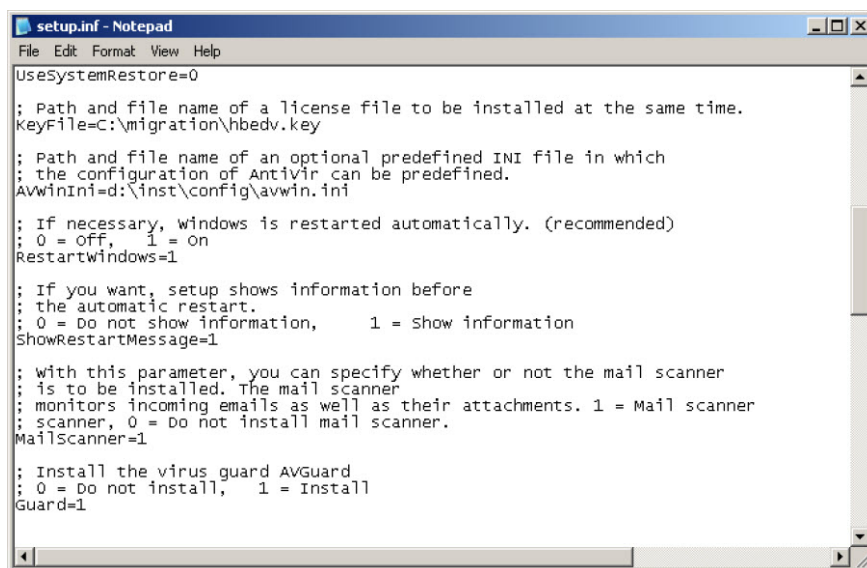 setup.inf - Notepad
File Edit Format View Help
UseSystemRestore=0
; Path and file name of a license file to be installed at the same time.
KeyFile=C:\migration\hbedv.key
; Path and file name of an optional predefined INI file in which
; the configuration of AntiVir can be predefined.
AVWinIni=d:\inst\config\avwin.ini
; If necessary, Windows is restarted automatically. (recommended)
; 0 = Off, 1 = On
RestartWindows=1
; If you want, setup shows information before
; the automatic restart.
; 0 = Do not show information, 1 = Show information
ShowRestartMessage=1
; With this parameter, you can specify whether or not the mail scanner
; is to be installed. The mail scanner
; monitors incoming emails as well as their attachments. 1 = Mail scanner
; scanner, 0 = Do not install mail scanner.
MailScanner=1
; Install the virus guard AVGuard
; 0 = Do not install, 1 = Install
Guard=1